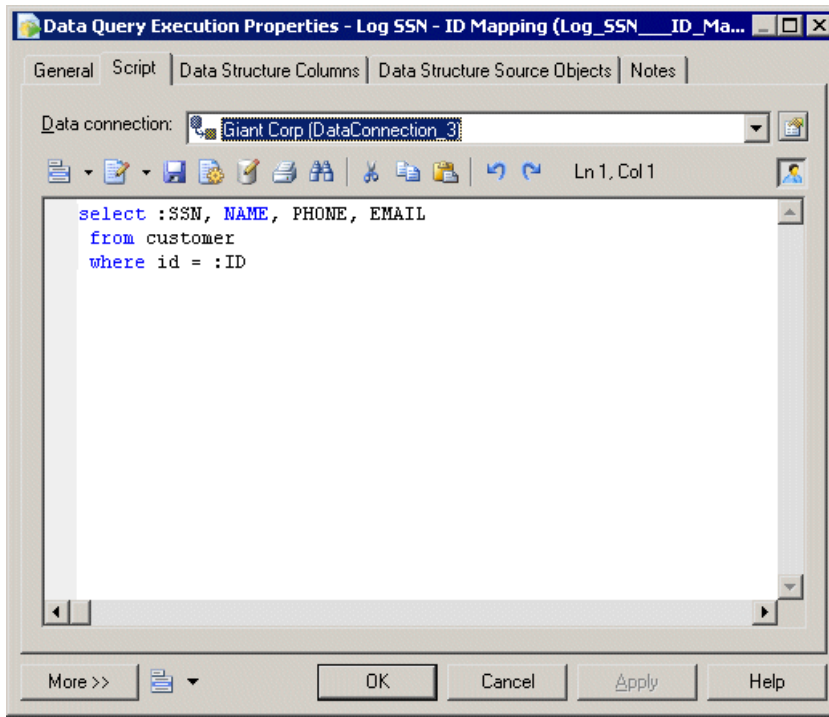 Data Query Execution Properties - Log SSN - ID Mapping (Log_SSN___ID_Ma...
General Script Data Structure Columns Data Structure Source Objects Notes
Data connection: Giant Corp (DataConnection_3)
Ln 1, Col 1
select :SSN, NAME, PHONE, EMAIL
from customer
where id = :ID
More >> OK Cancel Apply Help